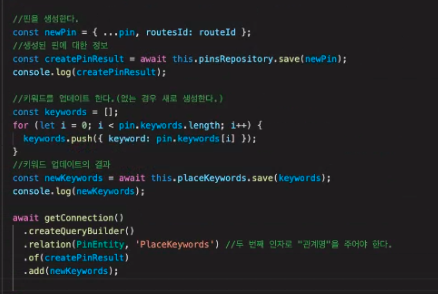 //핀을 생성한다.
const newPin = { ...pin, routesId: routeId };
//생성된 핀에 대한 정보
const createPinResult = await this.pinsRepository.save(newPin);
console.log(createPinResult);
//키워드를 업데이트 한다.(없는 경우 새로 생성한다.)
const keywords = [];
for (let i = 0; i < pin.keywords.length; i++) {
keywords.push({ keyword: pin.keywords[i] });
}
//키워드 업데이트의 결과
const newKeywords = await this.placeKeywords.save(keywords);
console.log(newKeywords);
await getConnection()
.createQueryBuilder()
.relation(PinEntity, 'PlaceKeywords') //두 번째 인자로 "관계명"을 주어야 한다.
.of(createPinResult)
.add(newKeywords);